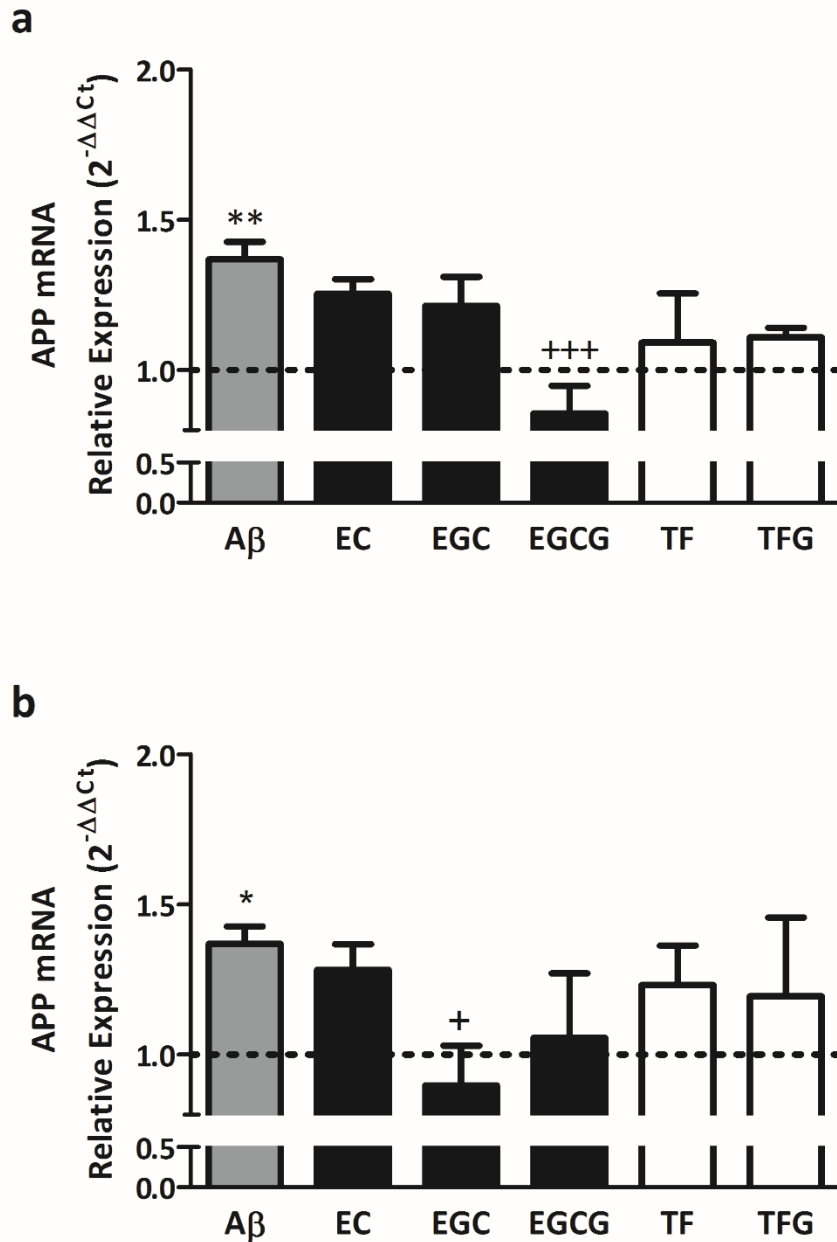 a
APP mRNA
Relative Expression (2^-ΔΔCt)
2.0
1.5
1.0
0.5
0.0
**
+++
Aβ EC EGC EGCG TF TFG
b
APP mRNA
Relative Expression (2^-ΔΔCt)
2.0
1.5
1.0
0.5
0.0
*
+
Aβ EC EGC EGCG TF TFG